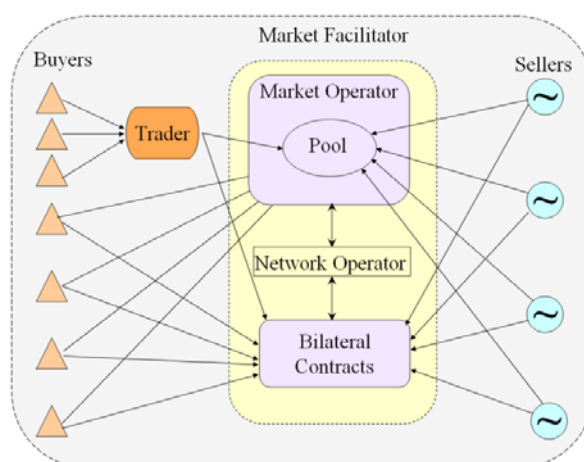 Market Facilitator
Buyers
Sellers
Market Operator
Trader
Pool
Network Operator
Bilateral
Contracts
~
~
~
~